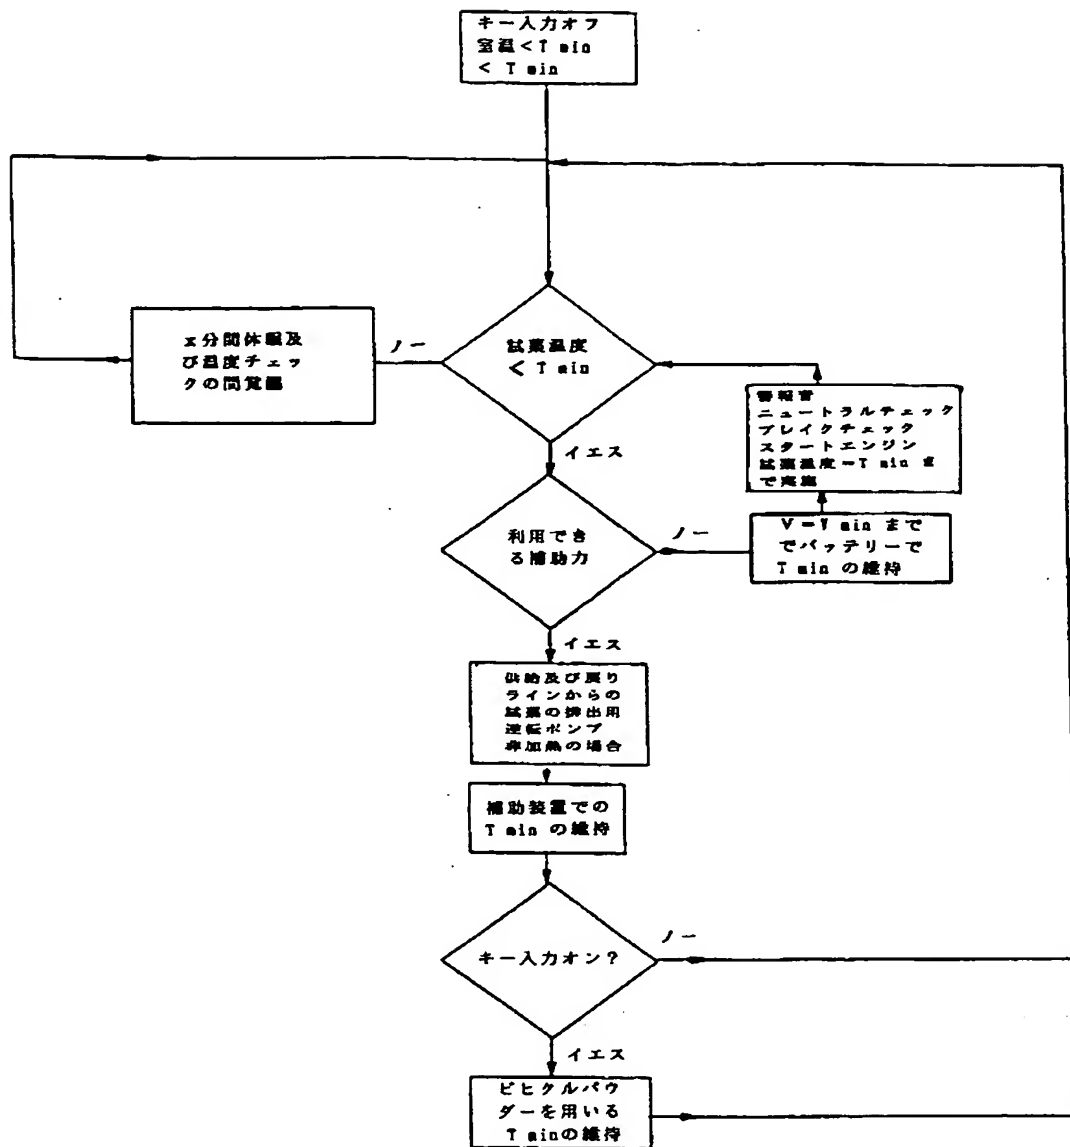 キー入力オフ
室温<T min
< T min
x分間休眠及
び温度チェッ
クの間覚醒
ノー
試薬温度
< T min
警報音
ニュートラルチェック
ブレイクチェック
スタートエンジン
試薬温度=T min ま
で実施
イエス
利用でき
る補助力
ノー
V=V min まで
でバッテリーで
T min の維持
イエス
供給及び戻り
ラインからの
試薬の排出用
逆転ポンプ
非加熱の場合
補助装置での
T min の維持
キー入力オン?
ノー
イエス
ビヒクルパウ
ダーを用いる
T minの維持